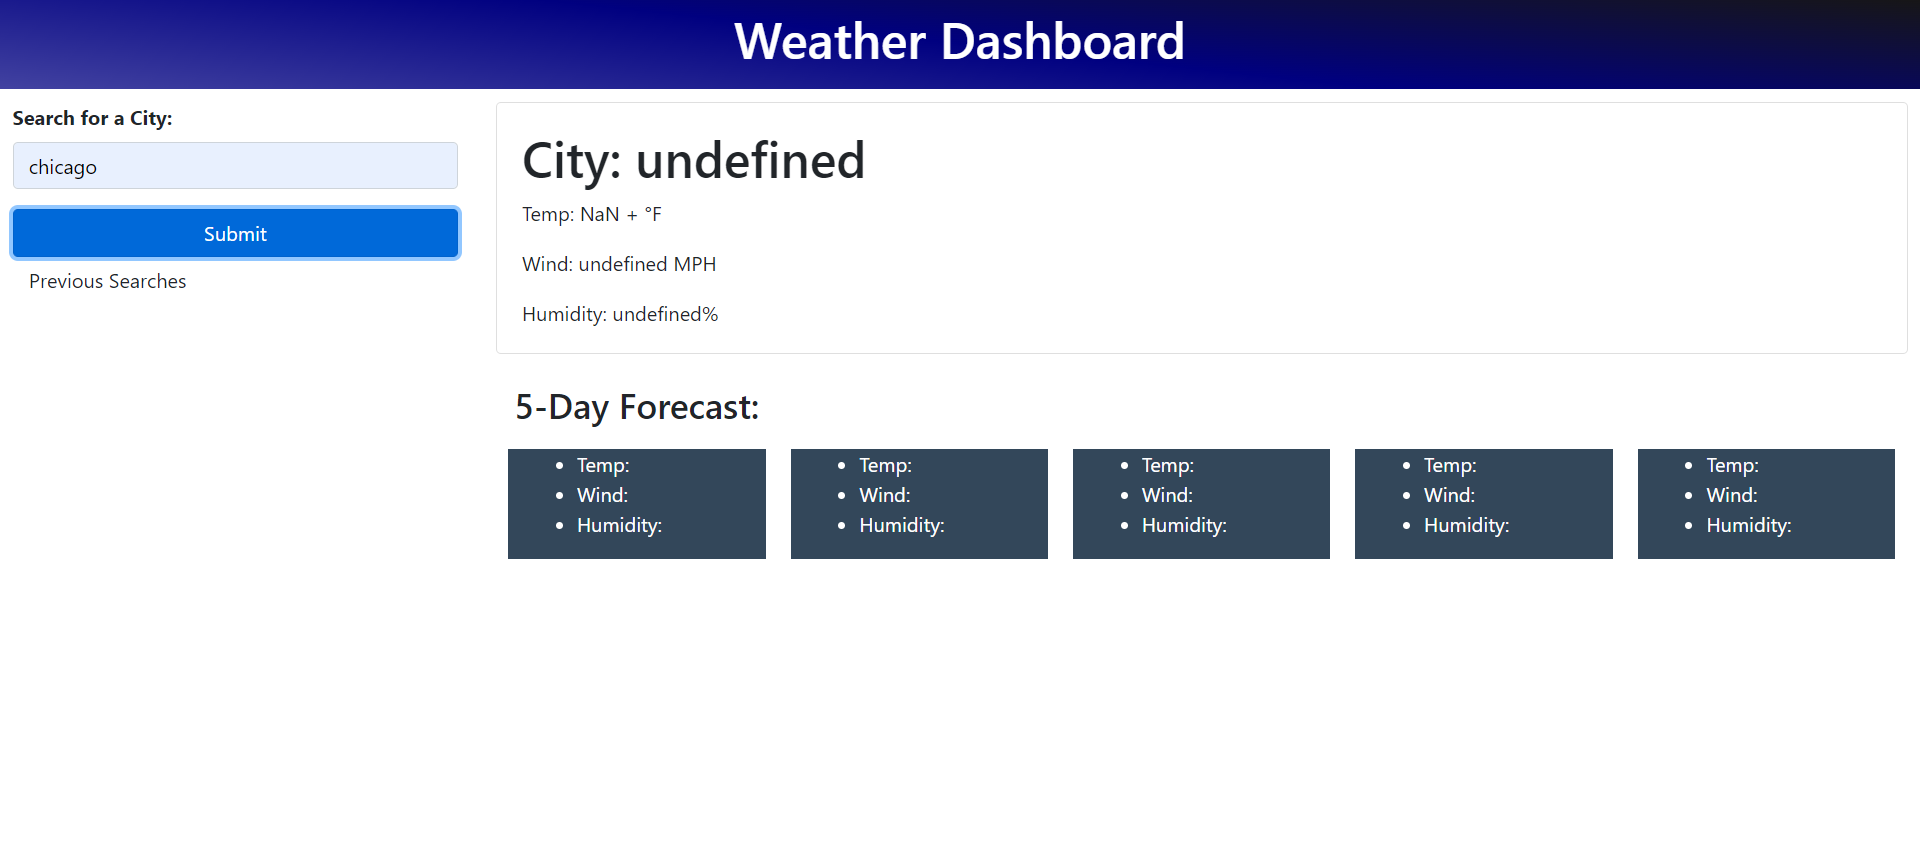 Weather Dashboard
Search for a City:
chicago
Submit
Previous Searches
City: undefined
Temp: NaN + °F
Wind: undefined MPH
Humidity: undefined%
5-Day Forecast:
Temp:
Wind:
Humidity:
Temp:
Wind:
Humidity:
Temp:
Wind:
Humidity:
Temp:
Wind:
Humidity:
Temp:
Wind:
Humidity: